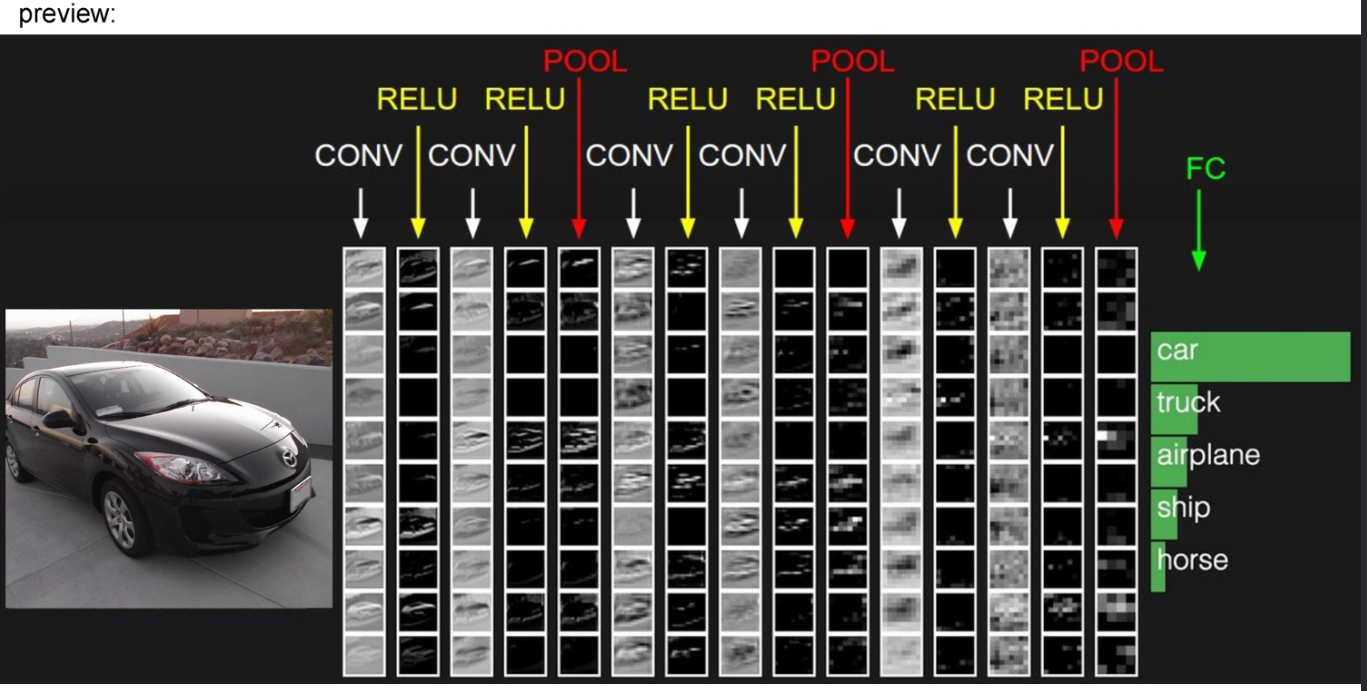 preview:
POOL POOL POOL
RELU RELU RELU RELU RELU RELU
CONV CONV CONV CONV CONV CONV
FC
car
truck
airplane
ship
horse